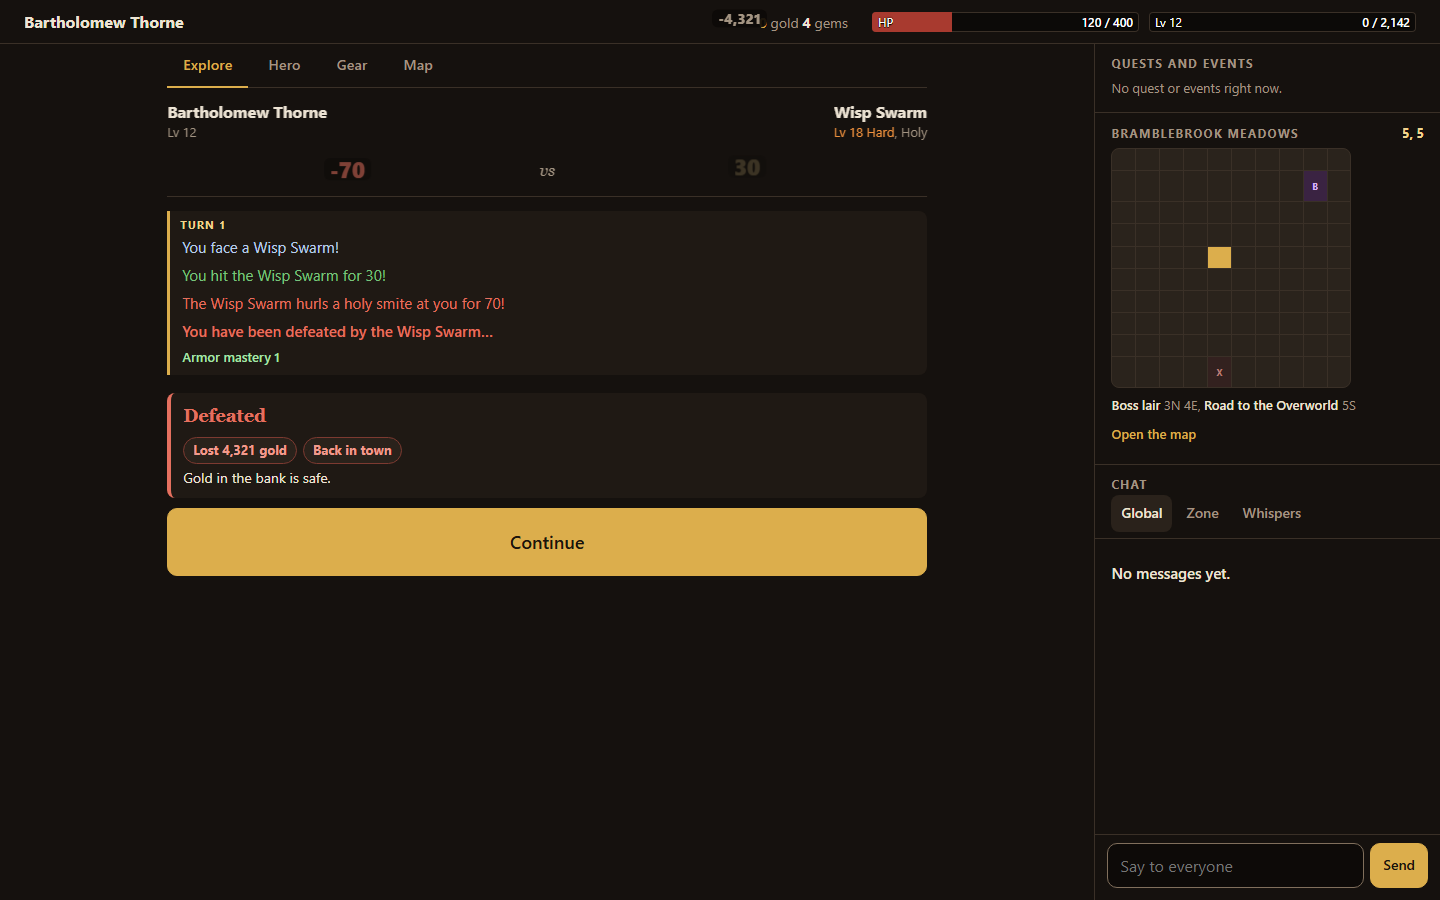 Bartholomew Thorne
-4,321 gold 4 gems
HP 120 / 400
Lv 12 0 / 2,142
Explore Hero Gear Map
Bartholomew Thorne
Lv 12
Wisp Swarm
Lv 18 Hard, Holy
-70 vs 30
TURN 1
You face a Wisp Swarm!
You hit the Wisp Swarm for 30!
The Wisp Swarm hurls a holy smite at you for 70!
You have been defeated by the Wisp Swarm...
Armor mastery 1
Defeated
Lost 4,321 gold Back in town
Gold in the bank is safe.
Continue
QUESTS AND EVENTS
No quest or events right now.
BRAMBLEBROOK MEADOWS 5, 5
B
X
Boss lair 3N 4E, Road to the Overworld 5S
Open the map
CHAT
Global Zone Whispers
No messages yet.
Say to everyone Send